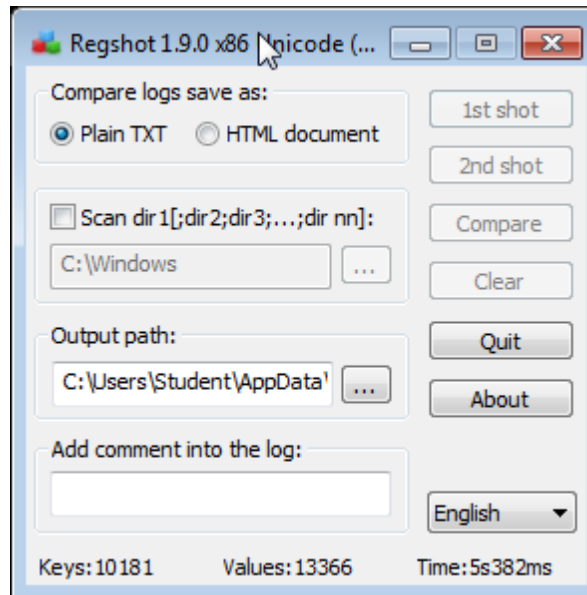 Regshot 1.9.0 x86 Unicode (...
Compare logs save as:
Plain TXT
HTML document
1st shot
2nd shot
Scan dir1[;dir2;dir3;...;dir nn]:
C:\Windows
...
Compare
Clear
Output path:
C:\Users\Student\AppData\
...
Quit
About
Add comment into the log:
English
Keys:10181 Values:13366 Time:5s382ms